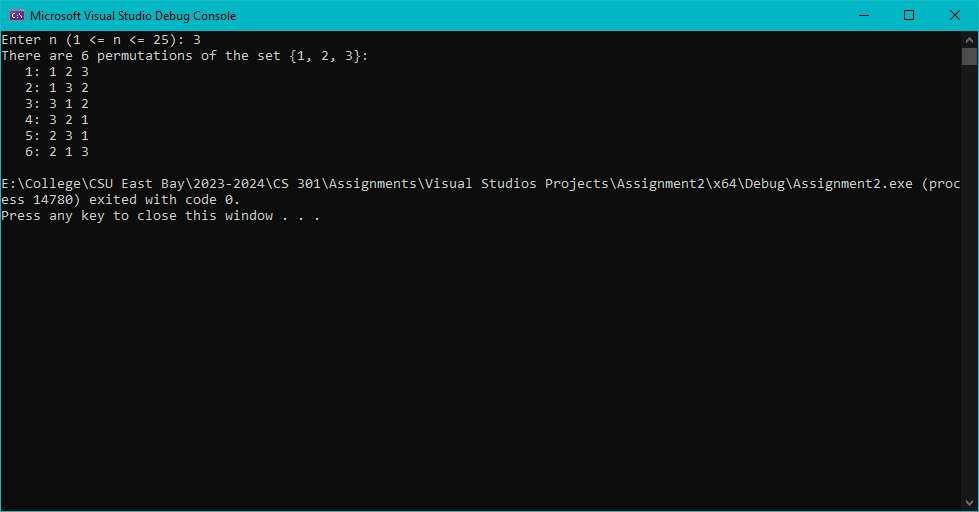 Microsoft Visual Studio Debug Console
Enter n (1 <= n <= 25): 3
There are 6 permutations of the set {1, 2, 3}:
   1: 1 2 3
   2: 1 3 2
   3: 3 1 2
   4: 3 2 1
   5: 2 3 1
   6: 2 1 3
E:\College\CSU East Bay\2023-2024\CS 301\Assignments\Visual Studios Projects\Assignment2\x64\Debug\Assignment2.exe (proc
ess 14780) exited with code 0.
Press any key to close this window . . .